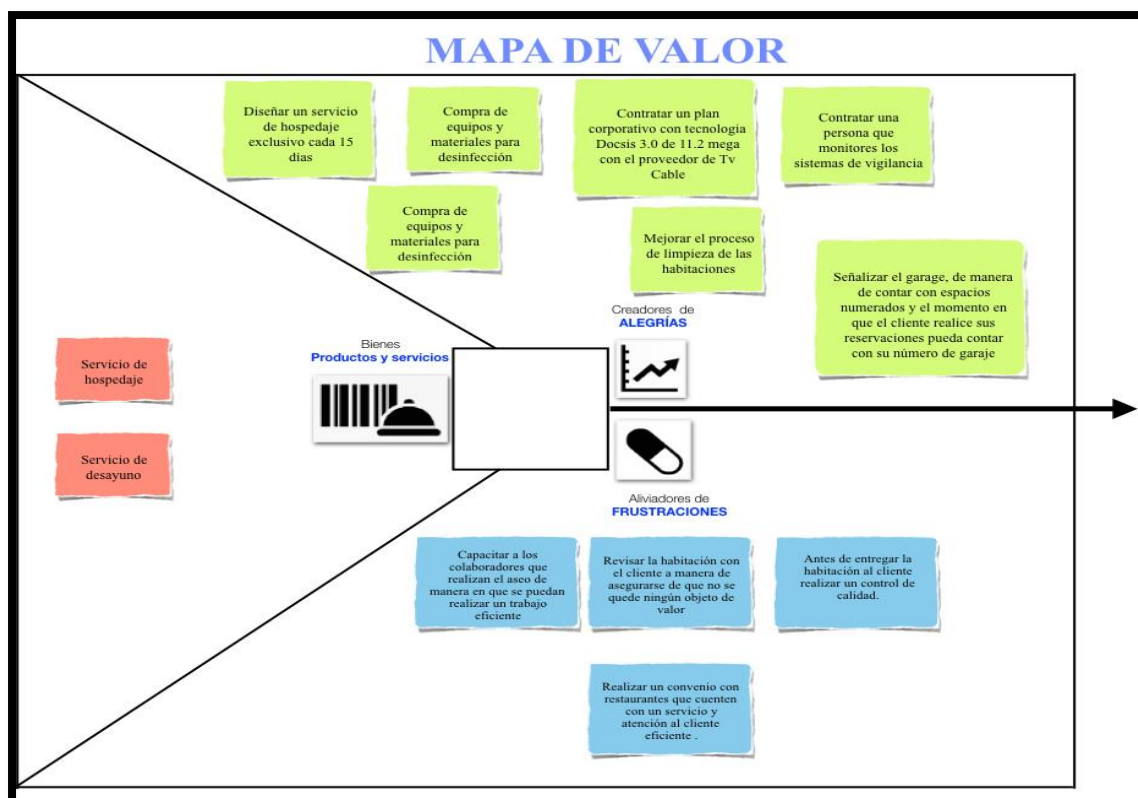 MAPA DE VALOR
Diseñar un servicio
de hospedaje
exclusivo cada 15
días
Compra de
equipos y
materiales para
desinfección
Contratar un plan
corporativo con tecnología
Docsis 3.0 de 11.2 mega
con el proveedor de Tv
Cable
Contratar una
persona que
monitores los
sistemas de vigilancia
Compra de
equipos y
materiales para
desinfección
Mejorar el proceso
de limpieza de las
habitaciones
Señalizar el garage, de manera
de contar con espacios
numerados y el momento en
que el cliente realice sus
reservaciones pueda contar
con su número de garaje
Creadores de
ALEGRÍAS
Bienes
Productos y servicios
Servicio de
hospedaje
Servicio de
desayuno
Aliviadores de
FRUSTRACIONES
Capacitar a los
colaboradores que
realizan el aseo de
manera en que se puedan
realizar un trabajo
eficiente
Revisar la habitación con
el cliente a manera de
asegurarse de que no se
quede ningún objeto de
valor
Antes de entregar la
habitación al cliente
realizar un control de
calidad.
Realizar un convenio con
restaurantes que cuenten
con un servicio y
atención al cliente
eficiente .